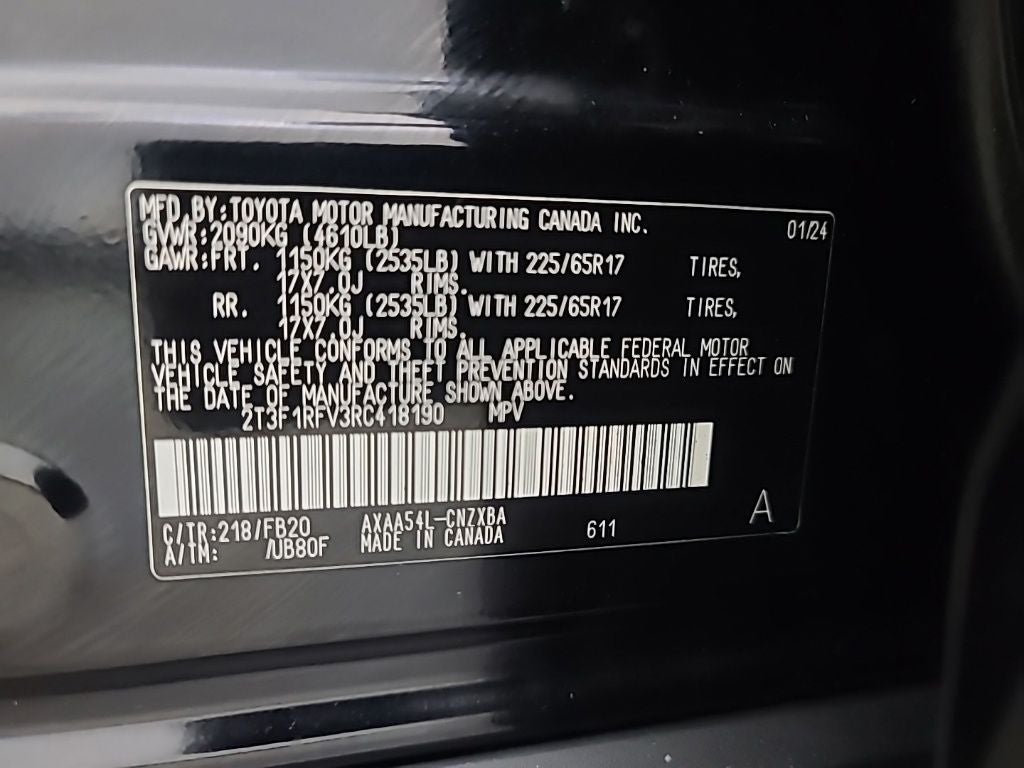 MFD.BY:TOYOTA MOTOR MANUFACTURING CANADA INC. 01/24
GVWR:2090KG (4610LB)
GAWR:FRT. 1150KG (2535LB) WITH 225/65R17 TIRES,
17X7.0J RIMS.
RR. 1150KG (2535LB) WITH 225/65R17 TIRES,
17X7.0J RIMS.
THIS VEHICLE CONFORMS TO ALL APPLICABLE FEDERAL MOTOR
VEHICLE SAFETY AND THEFT PREVENTION STANDARDS IN EFFECT ON
THE DATE OF MANUFACTURE SHOWN ABOVE.
2T3F1RFV3RC418190 MPV
C/TR:218/FB20 AXAA54L-CNZXBA 611 A
A/TM: /UB80F MADE IN CANADA